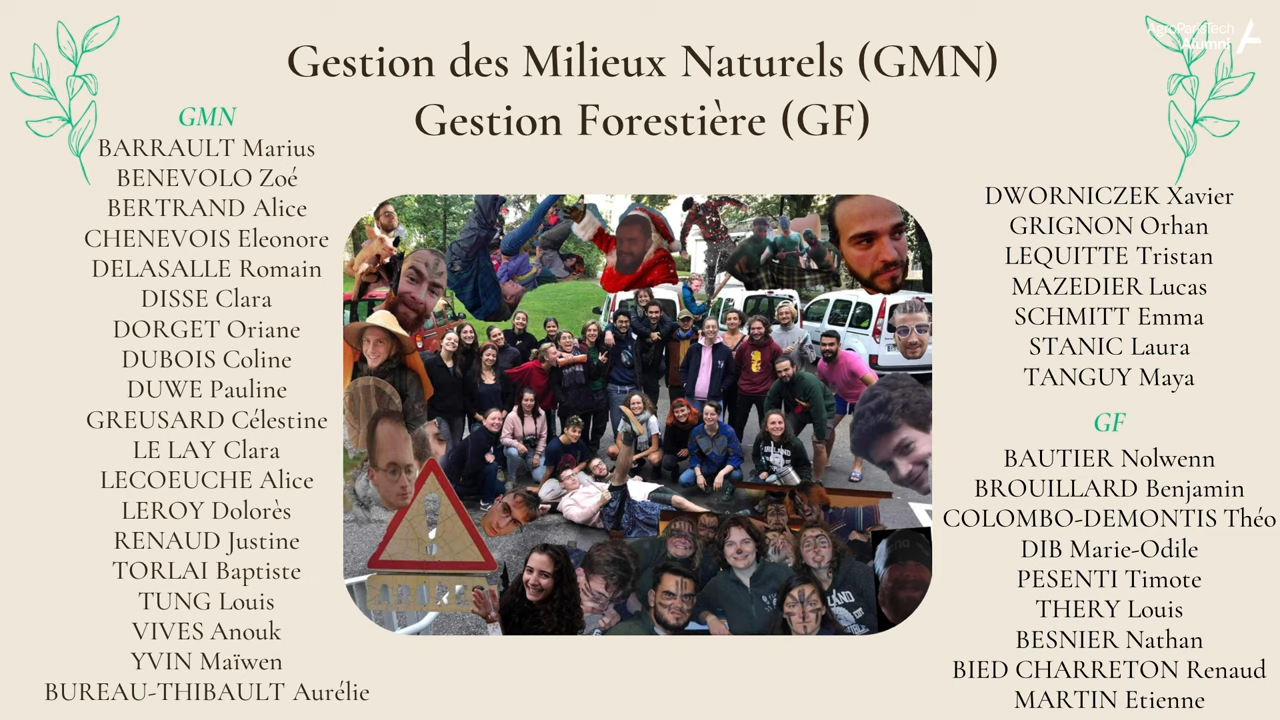 AgroParisTech
Alumni
Gestion des Milieux Naturels (GMN)
Gestion Forestière (GF)
GMN
BARRAULT Marius
BENEVOLO Zoé
BERTRAND Alice
CHENEVOIS Eleonore
DELASALLE Romain
DISSE Clara
DORGET Oriane
DUBOIS Coline
DUWE Pauline
GREUSARD Célestine
LE LAY Clara
LECOEUCHE Alice
LEROY Dolorès
RENAUD Justine
TORLAI Baptiste
TUNG Louis
VIVES Anouk
YVIN Maïwen
BUREAU-THIBAULT Aurélie
DWORNICZEK Xavier
GRIGNON Orhan
LEQUITTE Tristan
MAZEDIER Lucas
SCHMITT Emma
STANIC Laura
TANGUY Maya
GF
BAUTIER Nolwenn
BROUILLARD Benjamin
COLOMBO-DEMONTIS Théo
DIB Marie-Odile
PESENTI Timote
THERY Louis
BESNIER Nathan
BIED CHARRETON Renaud
MARTIN Etienne